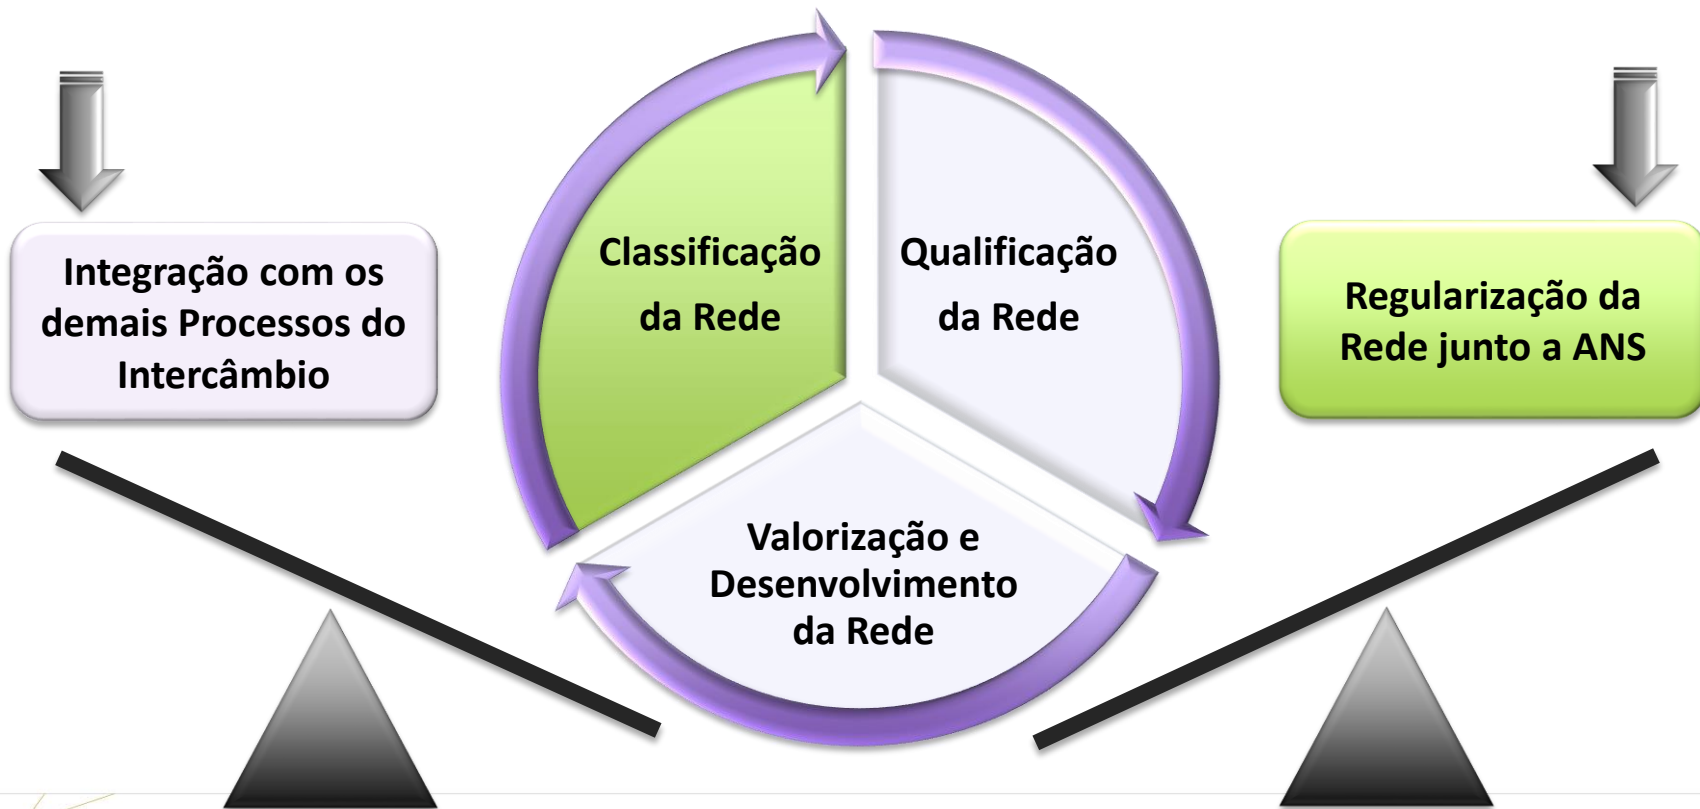 Integração com os
demais Processos do
Intercâmbio
Classificação
da Rede
Qualificação
da Rede
Valorização e
Desenvolvimento
da Rede
Regularização da
Rede junto a ANS